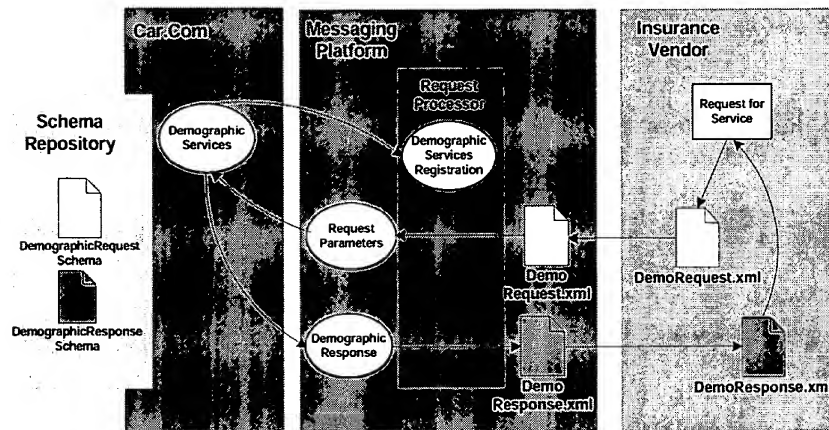 Car.Com
Messaging
Platform
Insurance
Vendor
Request
Processor
Schema
Repository
Demographic
Services
Demographic
Services
Registration
Request for
Service
Request
Parameters
DemographicRequest
Schema
Demo
Request.xml
DemoRequest.xml
DemographicResponse
Schema
Demographic
Response
Demo
Response.xml
DemoResponse.xm